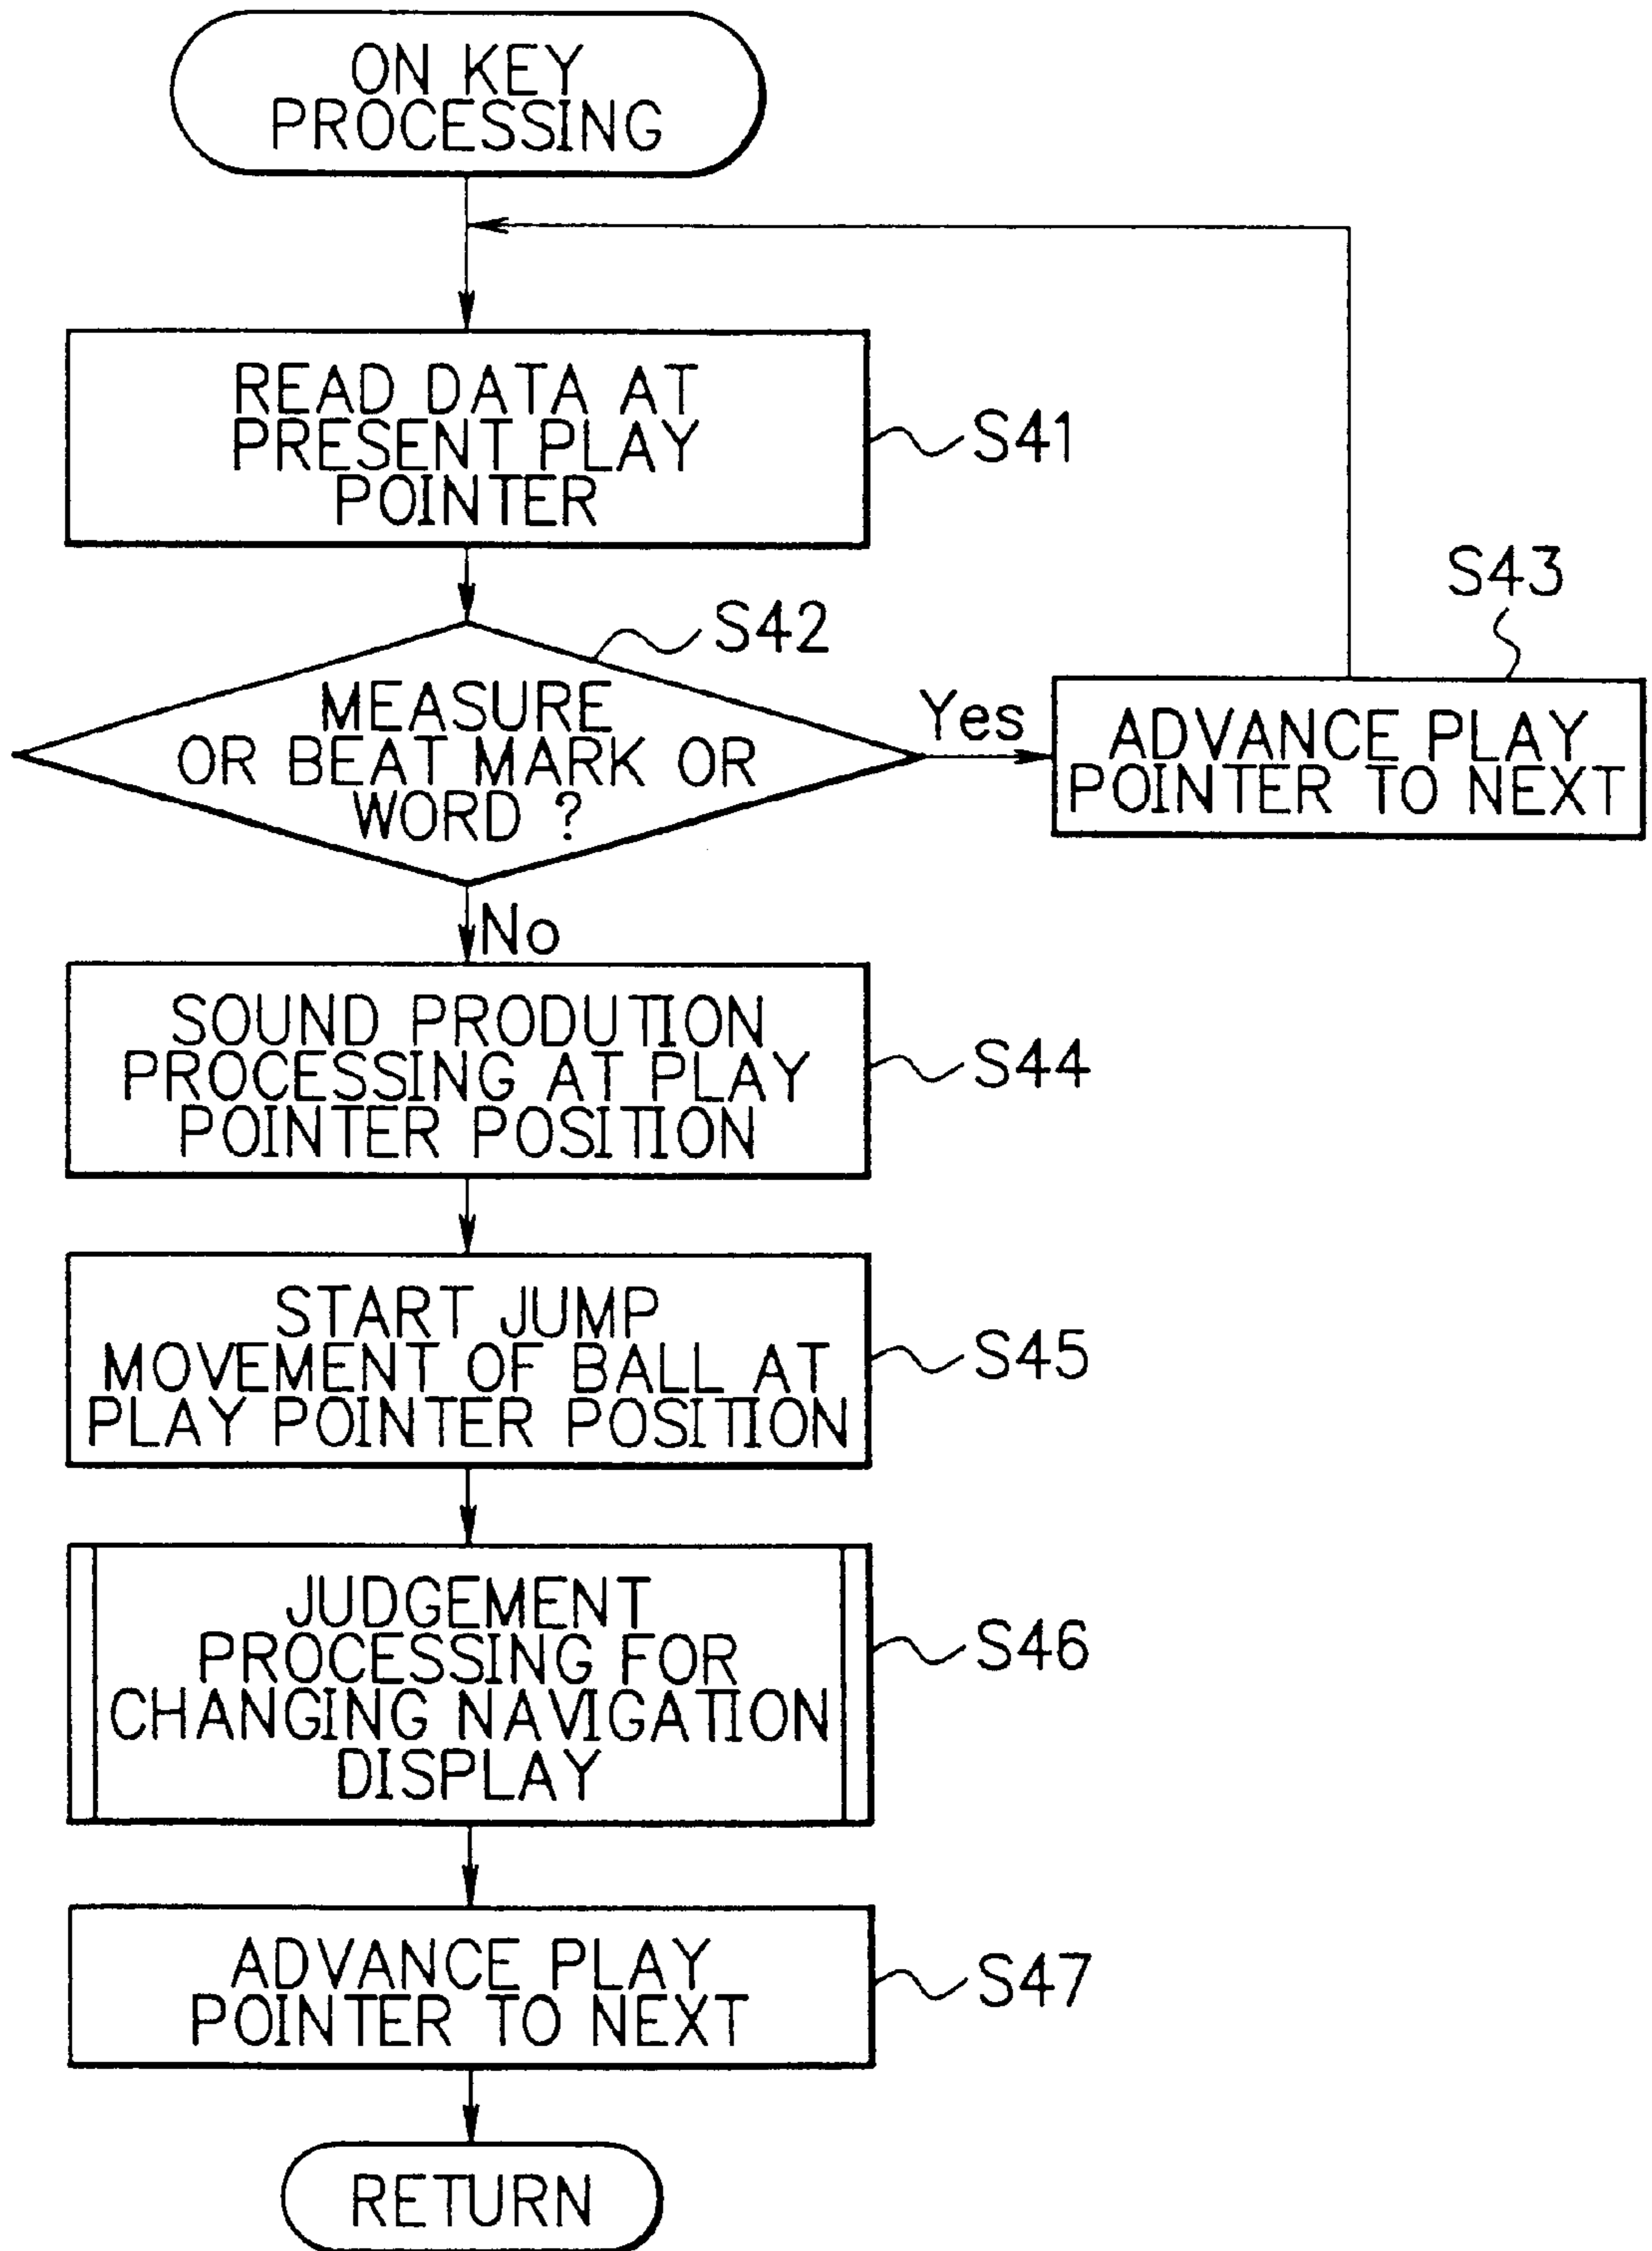 ON KEY
PROCESSING
READ DATA AT
PRESENT PLAY
POINTER
S41
S42
MEASURE
OR BEAT MARK OR
WORD ?
Yes
S43
ADVANCE PLAY
POINTER TO NEXT
No
SOUND PRODUTION
PROCESSING AT PLAY
POINTER POSITION
S44
START JUMP
MOVEMENT OF BALL AT
PLAY POINTER POSITION
S45
JUDGEMENT
PROCESSING FOR
CHANGING NAVIGATION
DISPLAY
S46
ADVANCE PLAY
POINTER TO NEXT
S47
RETURN